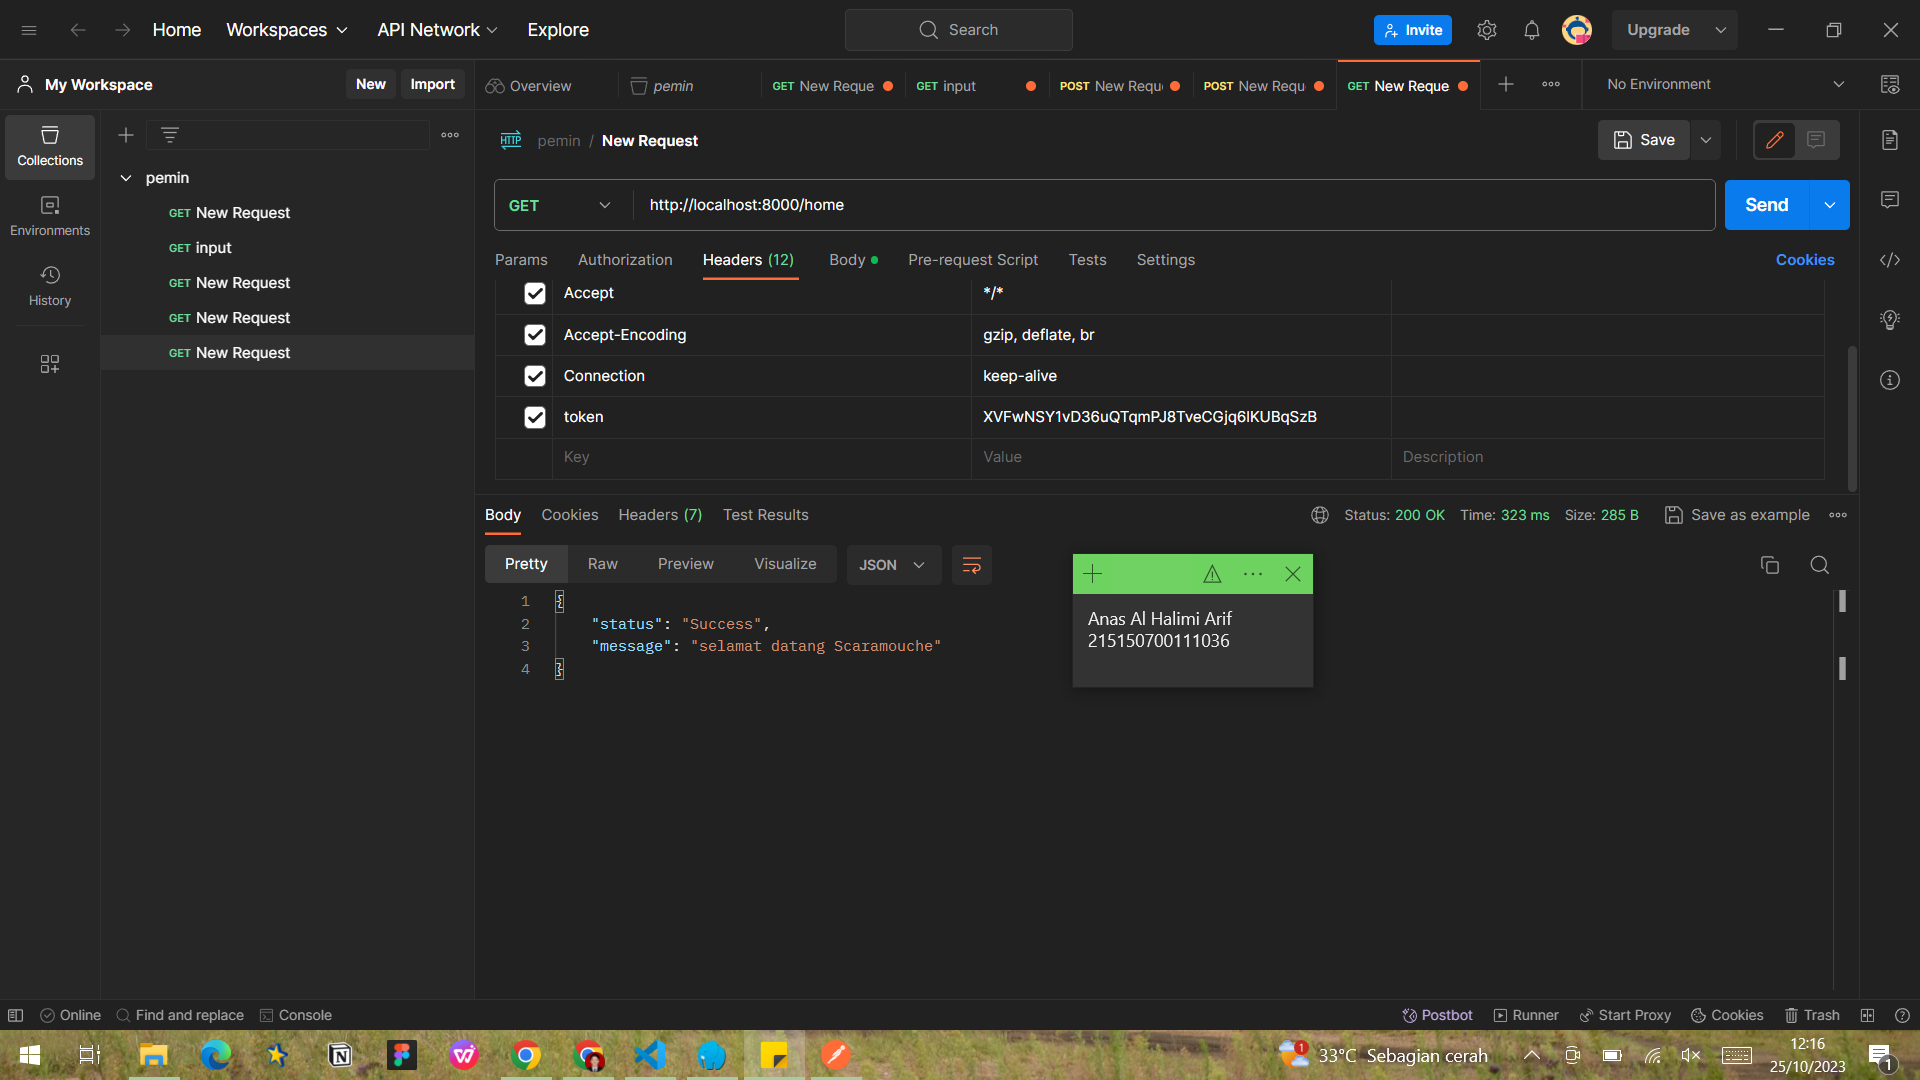 Home
Workspaces
API Network
Explore
Search
Invite
Upgrade
My Workspace
New
Import
Overview
pemin
GET New Reque
GET input
POST New Requ
POST New Requ
GET New Reque
No Environment
Collections
Environments
History
pemin
GET New Request
GET input
GET New Request
GET New Request
GET New Request
HTTP
pemin / New Request
Save
GET
http://localhost:8000/home
Send
Params
Authorization
Headers (12)
Body
Pre-request Script
Tests
Settings
Cookies
Accept
*/*
Accept-Encoding
gzip, deflate, br
Connection
keep-alive
token
XVFwNSY1vD36uQTqmPJ8TveCGjq6lKUBqSzB
Key
Value
Description
Body
Cookies
Headers (7)
Test Results
Status: 200 OK
Time: 323 ms
Size: 285 B
Save as example
Pretty
Raw
Preview
Visualize
JSON
1 {
2 "status": "Success",
3 "message": "selamat datang Scaramouche"
4 }
Anas Al Halimi Arif
215150700111036
Online
Find and replace
Console
Postbot
Runner
Start Proxy
Cookies
Trash
1
33°C Sebagian cerah
12:16
25/10/2023
1